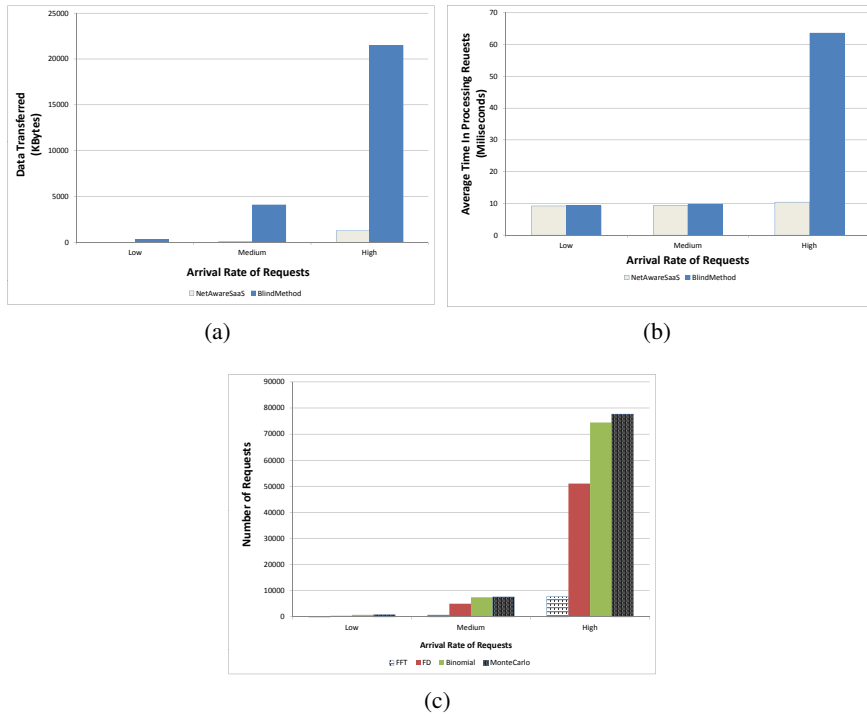 25000
20000
15000
10000
5000
0
Data Transferred
(KBytes)
Low Medium High
Arrival Rate of Requests
NetAwareSaaS BlindMethod
(a)
70
60
50
40
30
20
10
0
Average Time In Processing Reuests
(Miliseconds)
Low Medium High
Arrival Rate of Requests
NetAwareSaaS BlindMethod
(b)
90000
80000
70000
60000
50000
40000
30000
20000
10000
0
Number of Requests
Low Medium High
Arrival Rate of Requests
FFT FD Binomial MonteCarlo
(c)